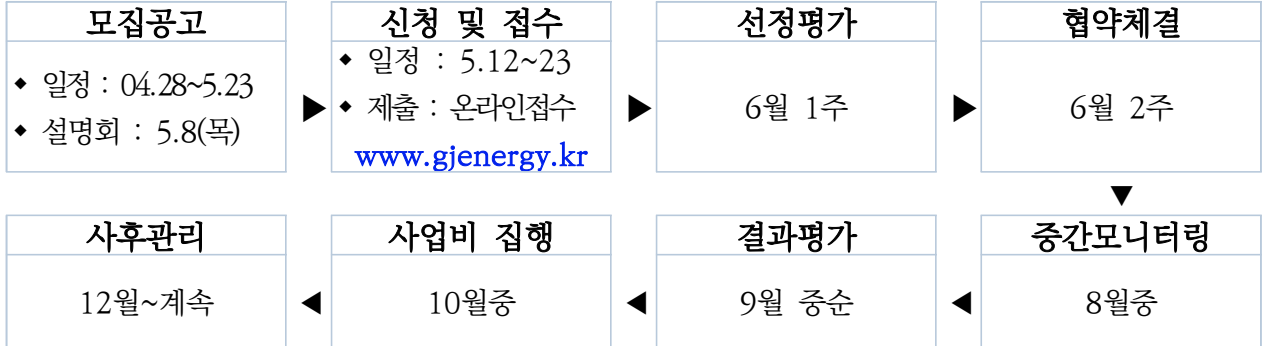 모집공고
◆ 일정 : 04.28~5.23
◆ 설명회 : 5.8(목)
▶
신청 및 접수
◆ 일정 : 5.12~23
◆ 제출 : 온라인접수
www.gjenergy.kr
▶
선정평가
6월 1주
▶
협약체결
6월 2주
▼
중간모니터링
8월중
◀
결과평가
9월 중순
◀
사업비 집행
10월중
◀
사후관리
12월~계속